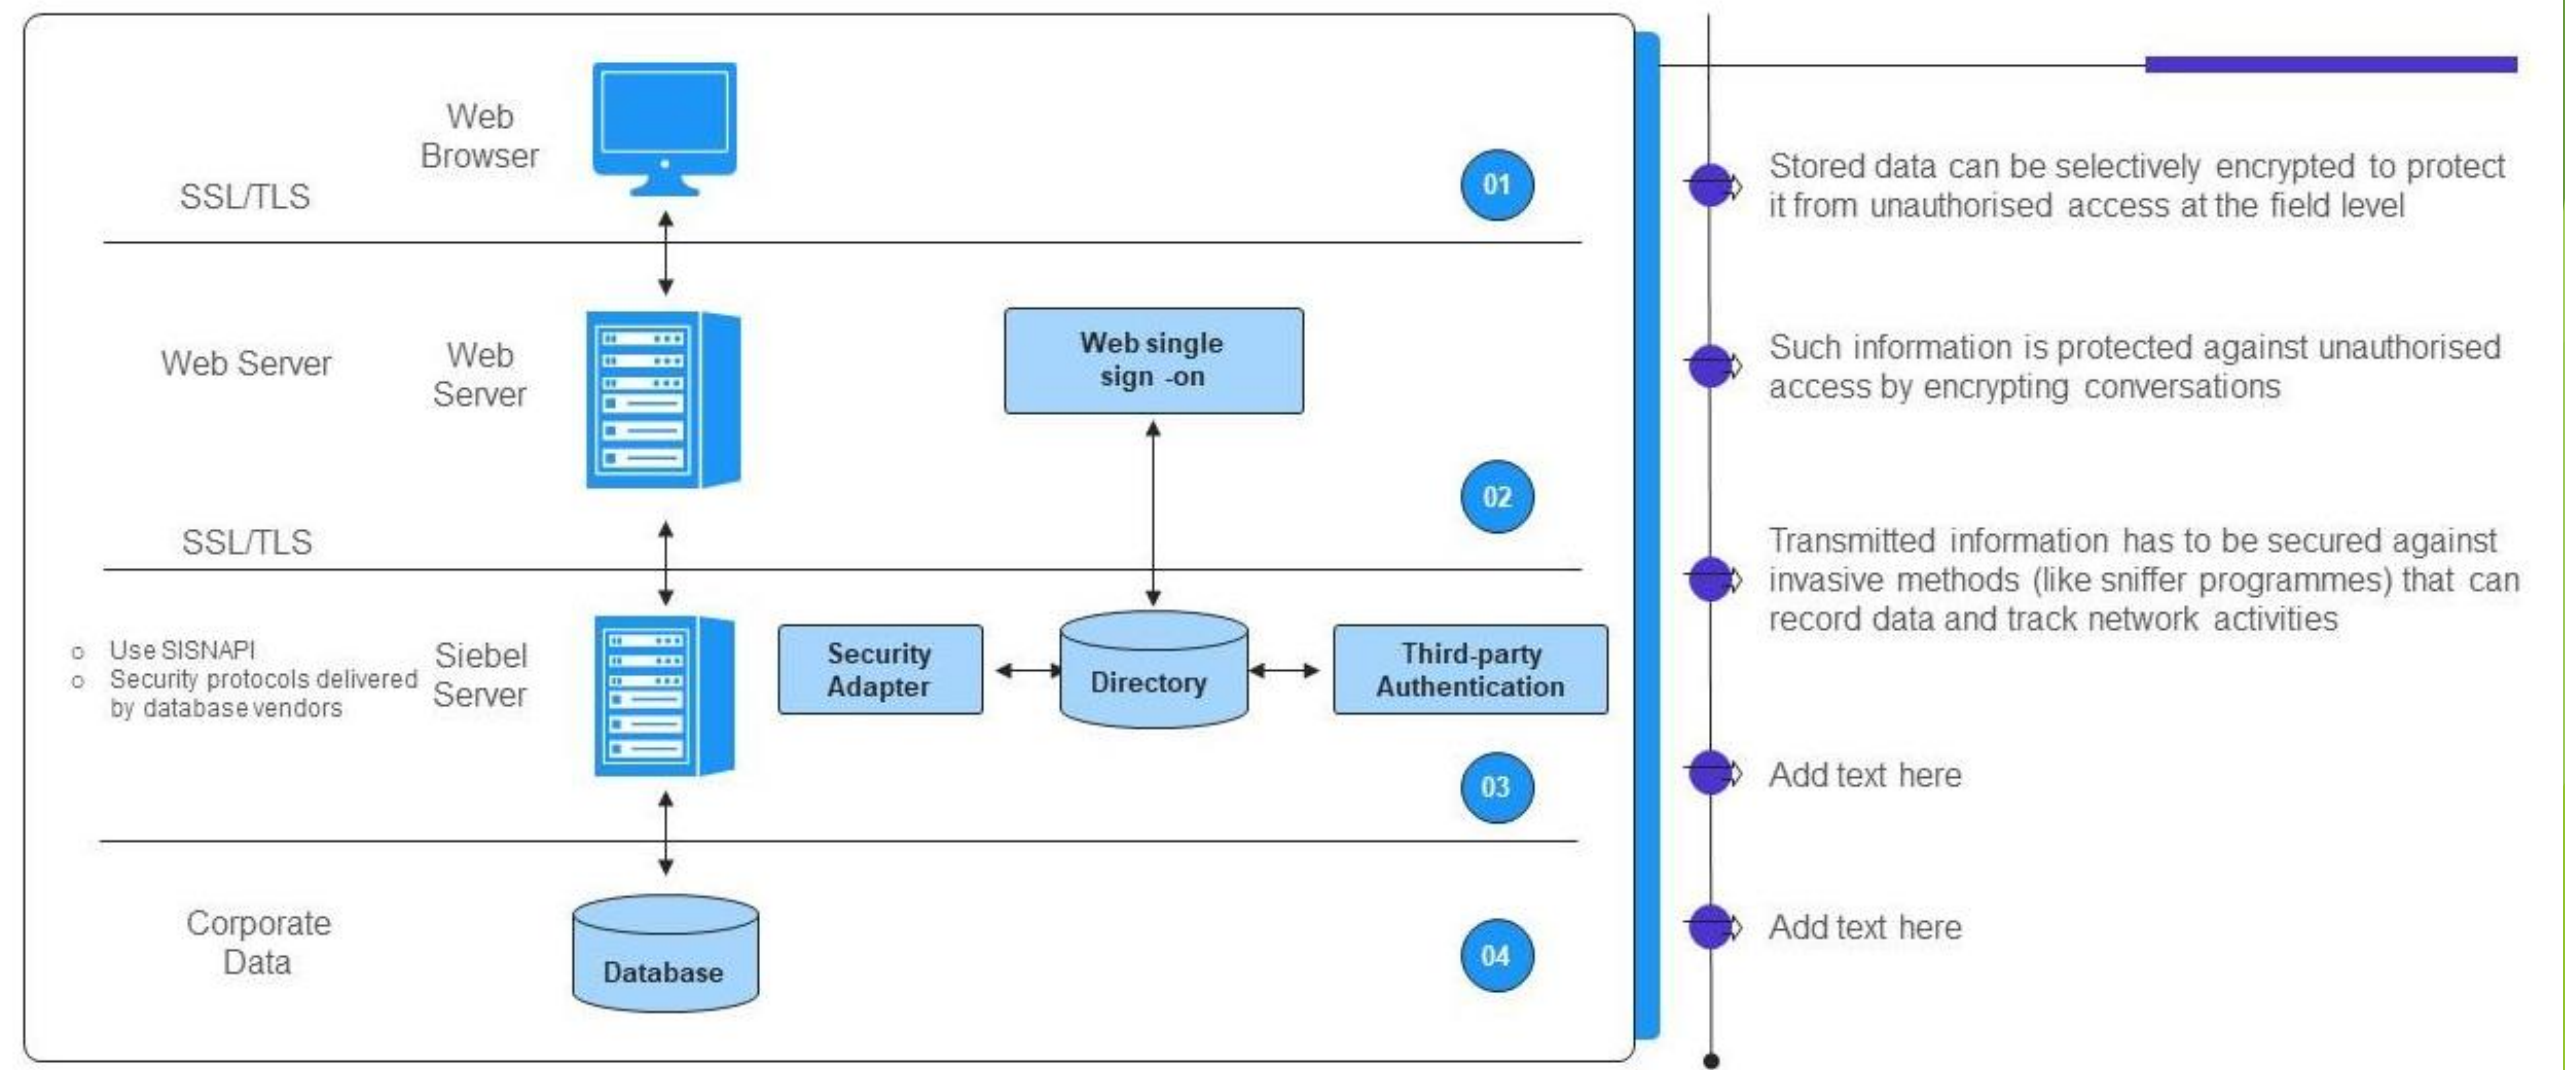 Web
Browser
SSL/TLS
01
Web Server
Web
Server
Web single
sign -on
02
SSL/TLS
o Use SISNAPI
o Security protocols delivered
by database vendors
Siebel
Server
Security
Adapter
Directory
Third-party
Authentication
03
Corporate
Data
Database
04
Stored data can be selectively encrypted to protect
it from unauthorised access at the field level
Such information is protected against unauthorised
access by encrypting conversations
Transmitted information has to be secured against
invasive methods (like sniffer programmes) that can
record data and track network activities
Add text here
Add text here